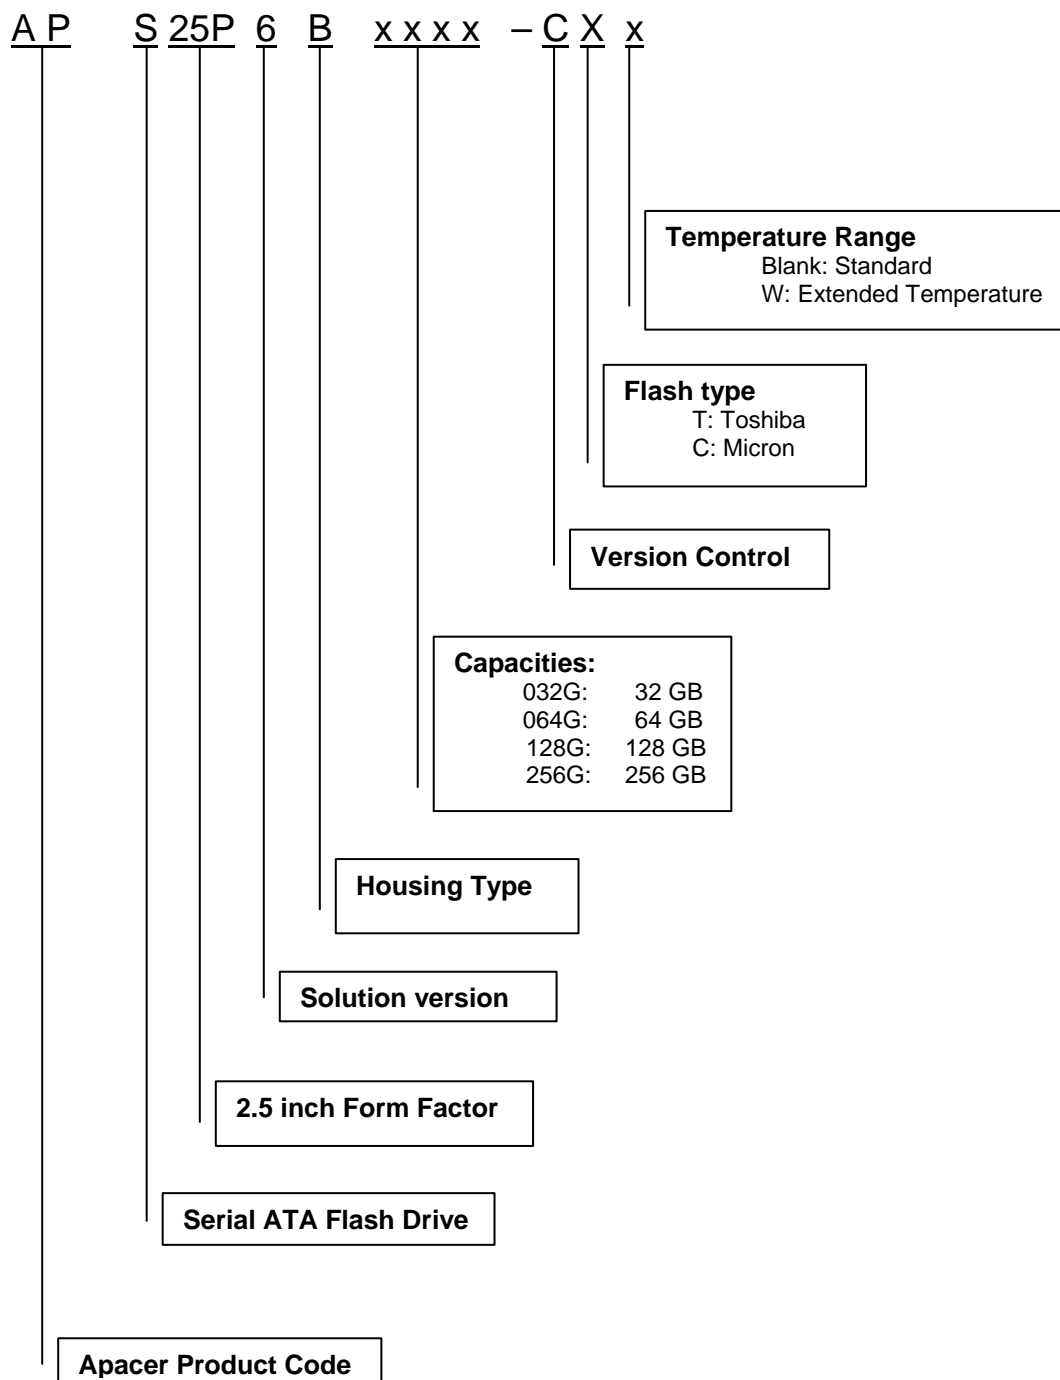 A P S 25P 6 B x x x x – C X x
Temperature Range
Blank: Standard
W: Extended Temperature
Flash type
T: Toshiba
C: Micron
Version Control
Capacities:
032G: 32 GB
064G: 64 GB
128G: 128 GB
256G: 256 GB
Housing Type
Solution version
2.5 inch Form Factor
Serial ATA Flash Drive
Apacer Product Code